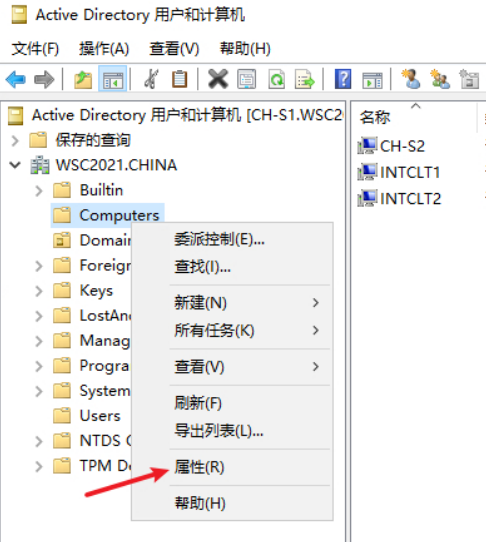 Active Directory 用户和计算机
文件(F) 操作(A) 查看(V) 帮助(H)
Active Directory 用户和计算机 [CH-S1.WSC20
名称
保存的查询
WSC2021.CHINA
CH-S2
INTCLT1
INTCLT2
Builtin
Computers
Domain
Foreign
Keys
LostAn
Manag
Progra
System
Users
NTDS
TPM De
委派控制(E)...
查找(I)...
新建(N)
所有任务(K)
查看(V)
刷新(F)
导出列表(L)...
属性(R)
帮助(H)